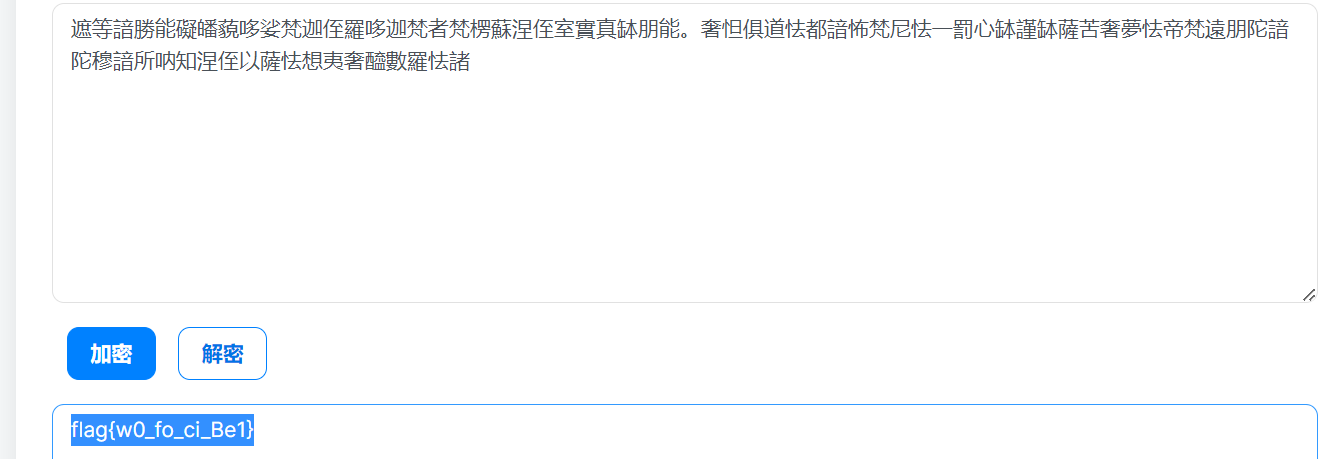 遮等諳勝能礙皤藐哆娑梵迦侄羅哆迦梵者梵楞蘇涅侄室實真缽朋能。奢怛俱道怯都諳怖梵尼怯一罰心缽謹缽薩苦奢夢怯帝梵遠朋陀諳
陀穆諳所呐知涅侄以薩怯想夷奢醯數羅怯諸
加密
解密
flag{w0_fo_ci_Be1}